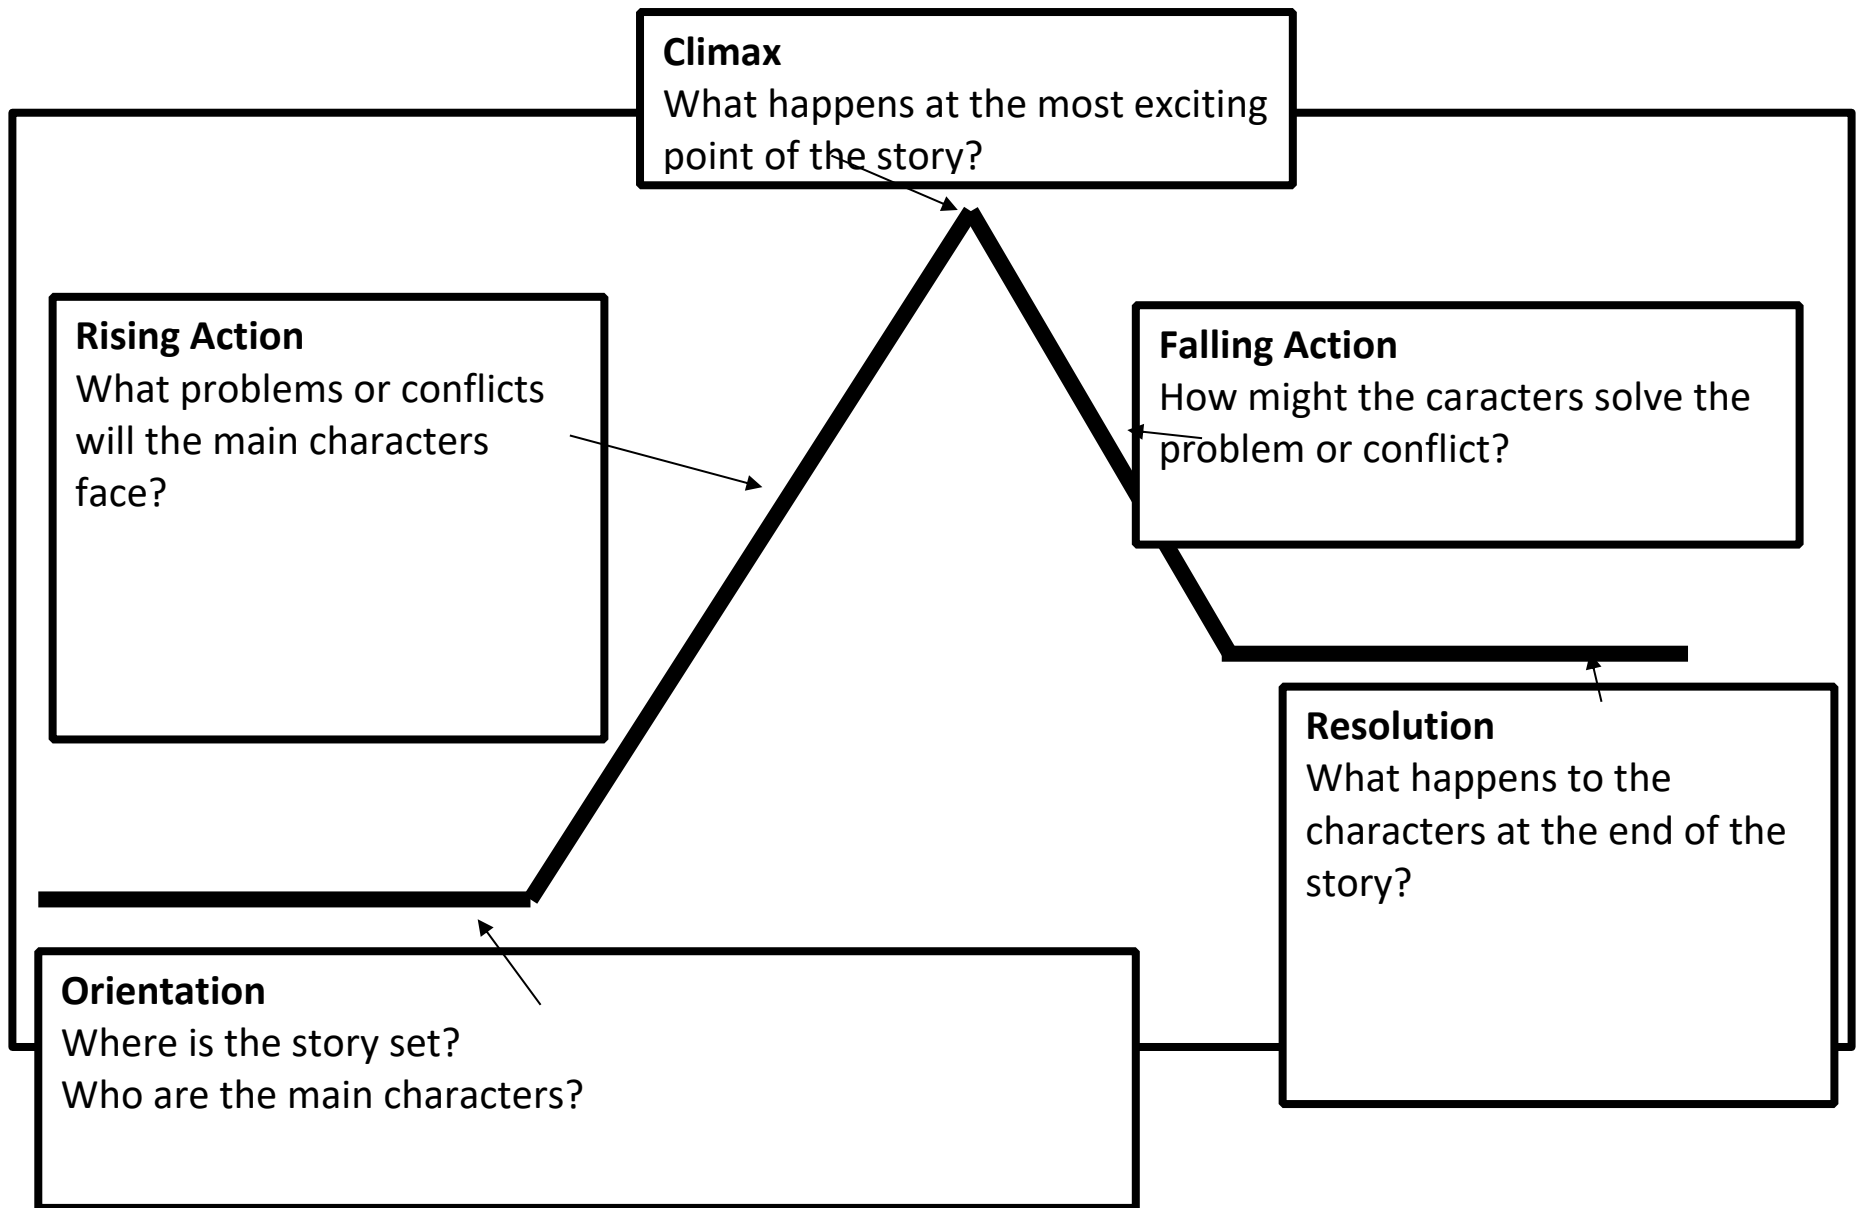 Climax
What happens at the most exciting
point of the story?
Rising Action
What problems or conflicts
will the main characters
face?
Falling Action
How might the caracters solve the
problem or conflict?
Resolution
What happens to the
characters at the end of the
story?
Orientation
Where is the story set?
Who are the main characters?